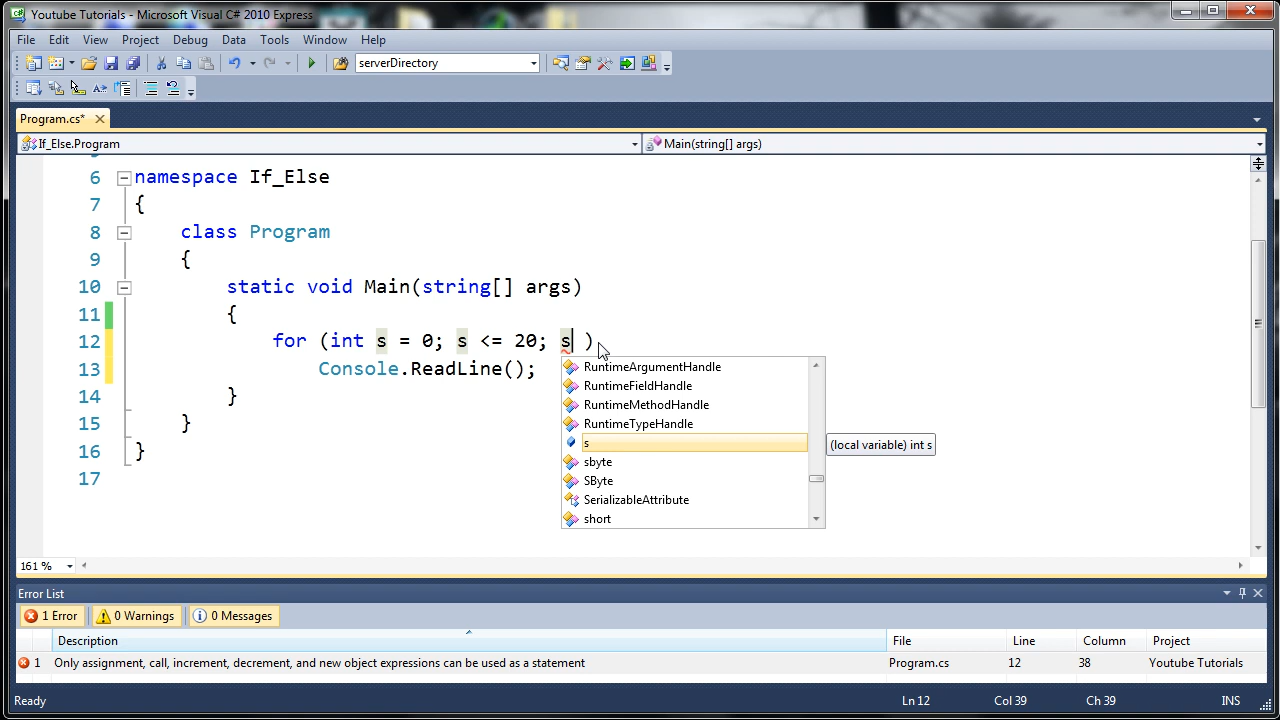 Youtube Tutorials - Microsoft Visual C# 2010 Express
File Edit View Project Debug Data Tools Window Help
serverDirectory
Program.cs*
If_Else.Program Main(string[] args)
6 namespace If_Else
7 {
8 class Program
9 {
10 static void Main(string[] args)
11 {
12 for (int s = 0; s <= 20; s )
13 Console.ReadLine();
14 }
15 }
16 }
17
RuntimeArgumentHandle
RuntimeFieldHandle
RuntimeMethodHandle
RuntimeTypeHandle
s
(local variable) int s
sbyte
SByte
SerializableAttribute
short
161 %
Error List
1 Error 0 Warnings 0 Messages
Description File Line Column Project
1 Only assignment, call, increment, decrement, and new object expressions can be used as a statement Program.cs 12 38 Youtube Tutorials
Ready Ln 12 Col 39 Ch 39 INS